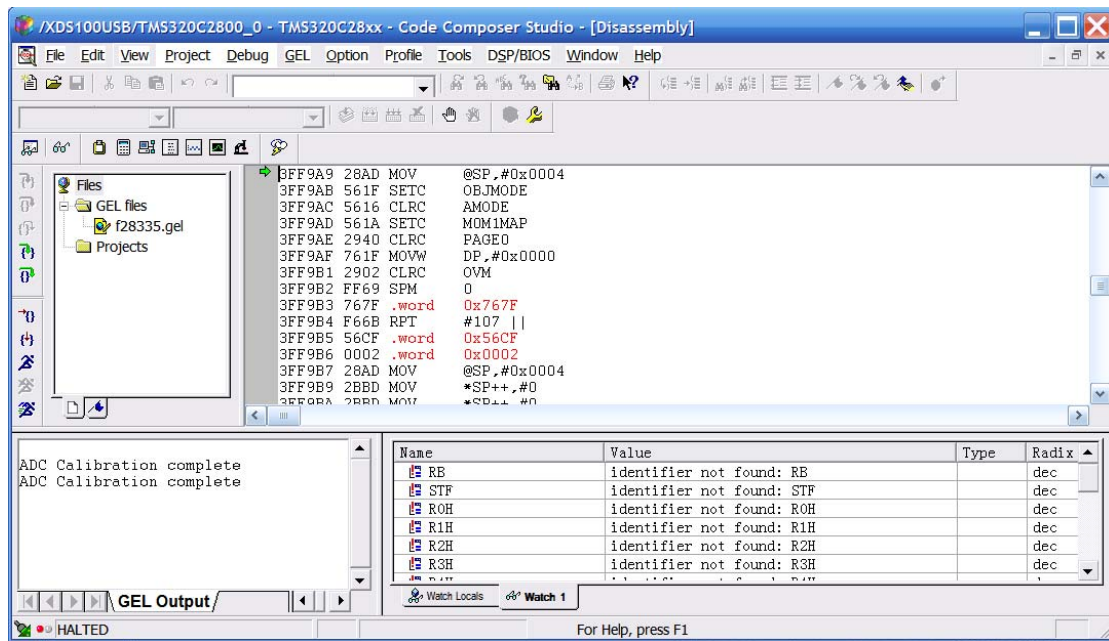 /XDS100USB/TMS320C2800_0 - TMS320C28xx - Code Composer Studio - [Disassembly]
File Edit View Project Debug GEL Option Profile Tools DSP/BIOS Window Help
Files
GEL files
f28335.gel
Projects
3FF9A9 28AD MOV @SP,#0x0004
3FF9AB 561F SETC OBJMODE
3FF9AC 5616 CLRC AMODE
3FF9AD 561A SETC M0M1MAP
3FF9AE 2940 CLRC PAGE0
3FF9AF 761F MOVW DP,#0x0000
3FF9B1 2902 CLRC OVM
3FF9B2 FF69 SPM 0
3FF9B3 767F .word 0x767F
3FF9B4 F66B RPT #107 ||
3FF9B5 56CF .word 0x56CF
3FF9B6 0002 .word 0x0002
3FF9B7 28AD MOV @SP,#0x0004
3FF9B9 2BBD MOV *SP++,#0
3FF9BA 2BBD MOV *SP++,#0
ADC Calibration complete
ADC Calibration complete
GEL Output
Name Value Type Radix
RB identifier not found: RB dec
STF identifier not found: STF dec
R0H identifier not found: R0H dec
R1H identifier not found: R1H dec
R2H identifier not found: R2H dec
R3H identifier not found: R3H dec
Watch Locals Watch 1
HALTED For Help, press F1